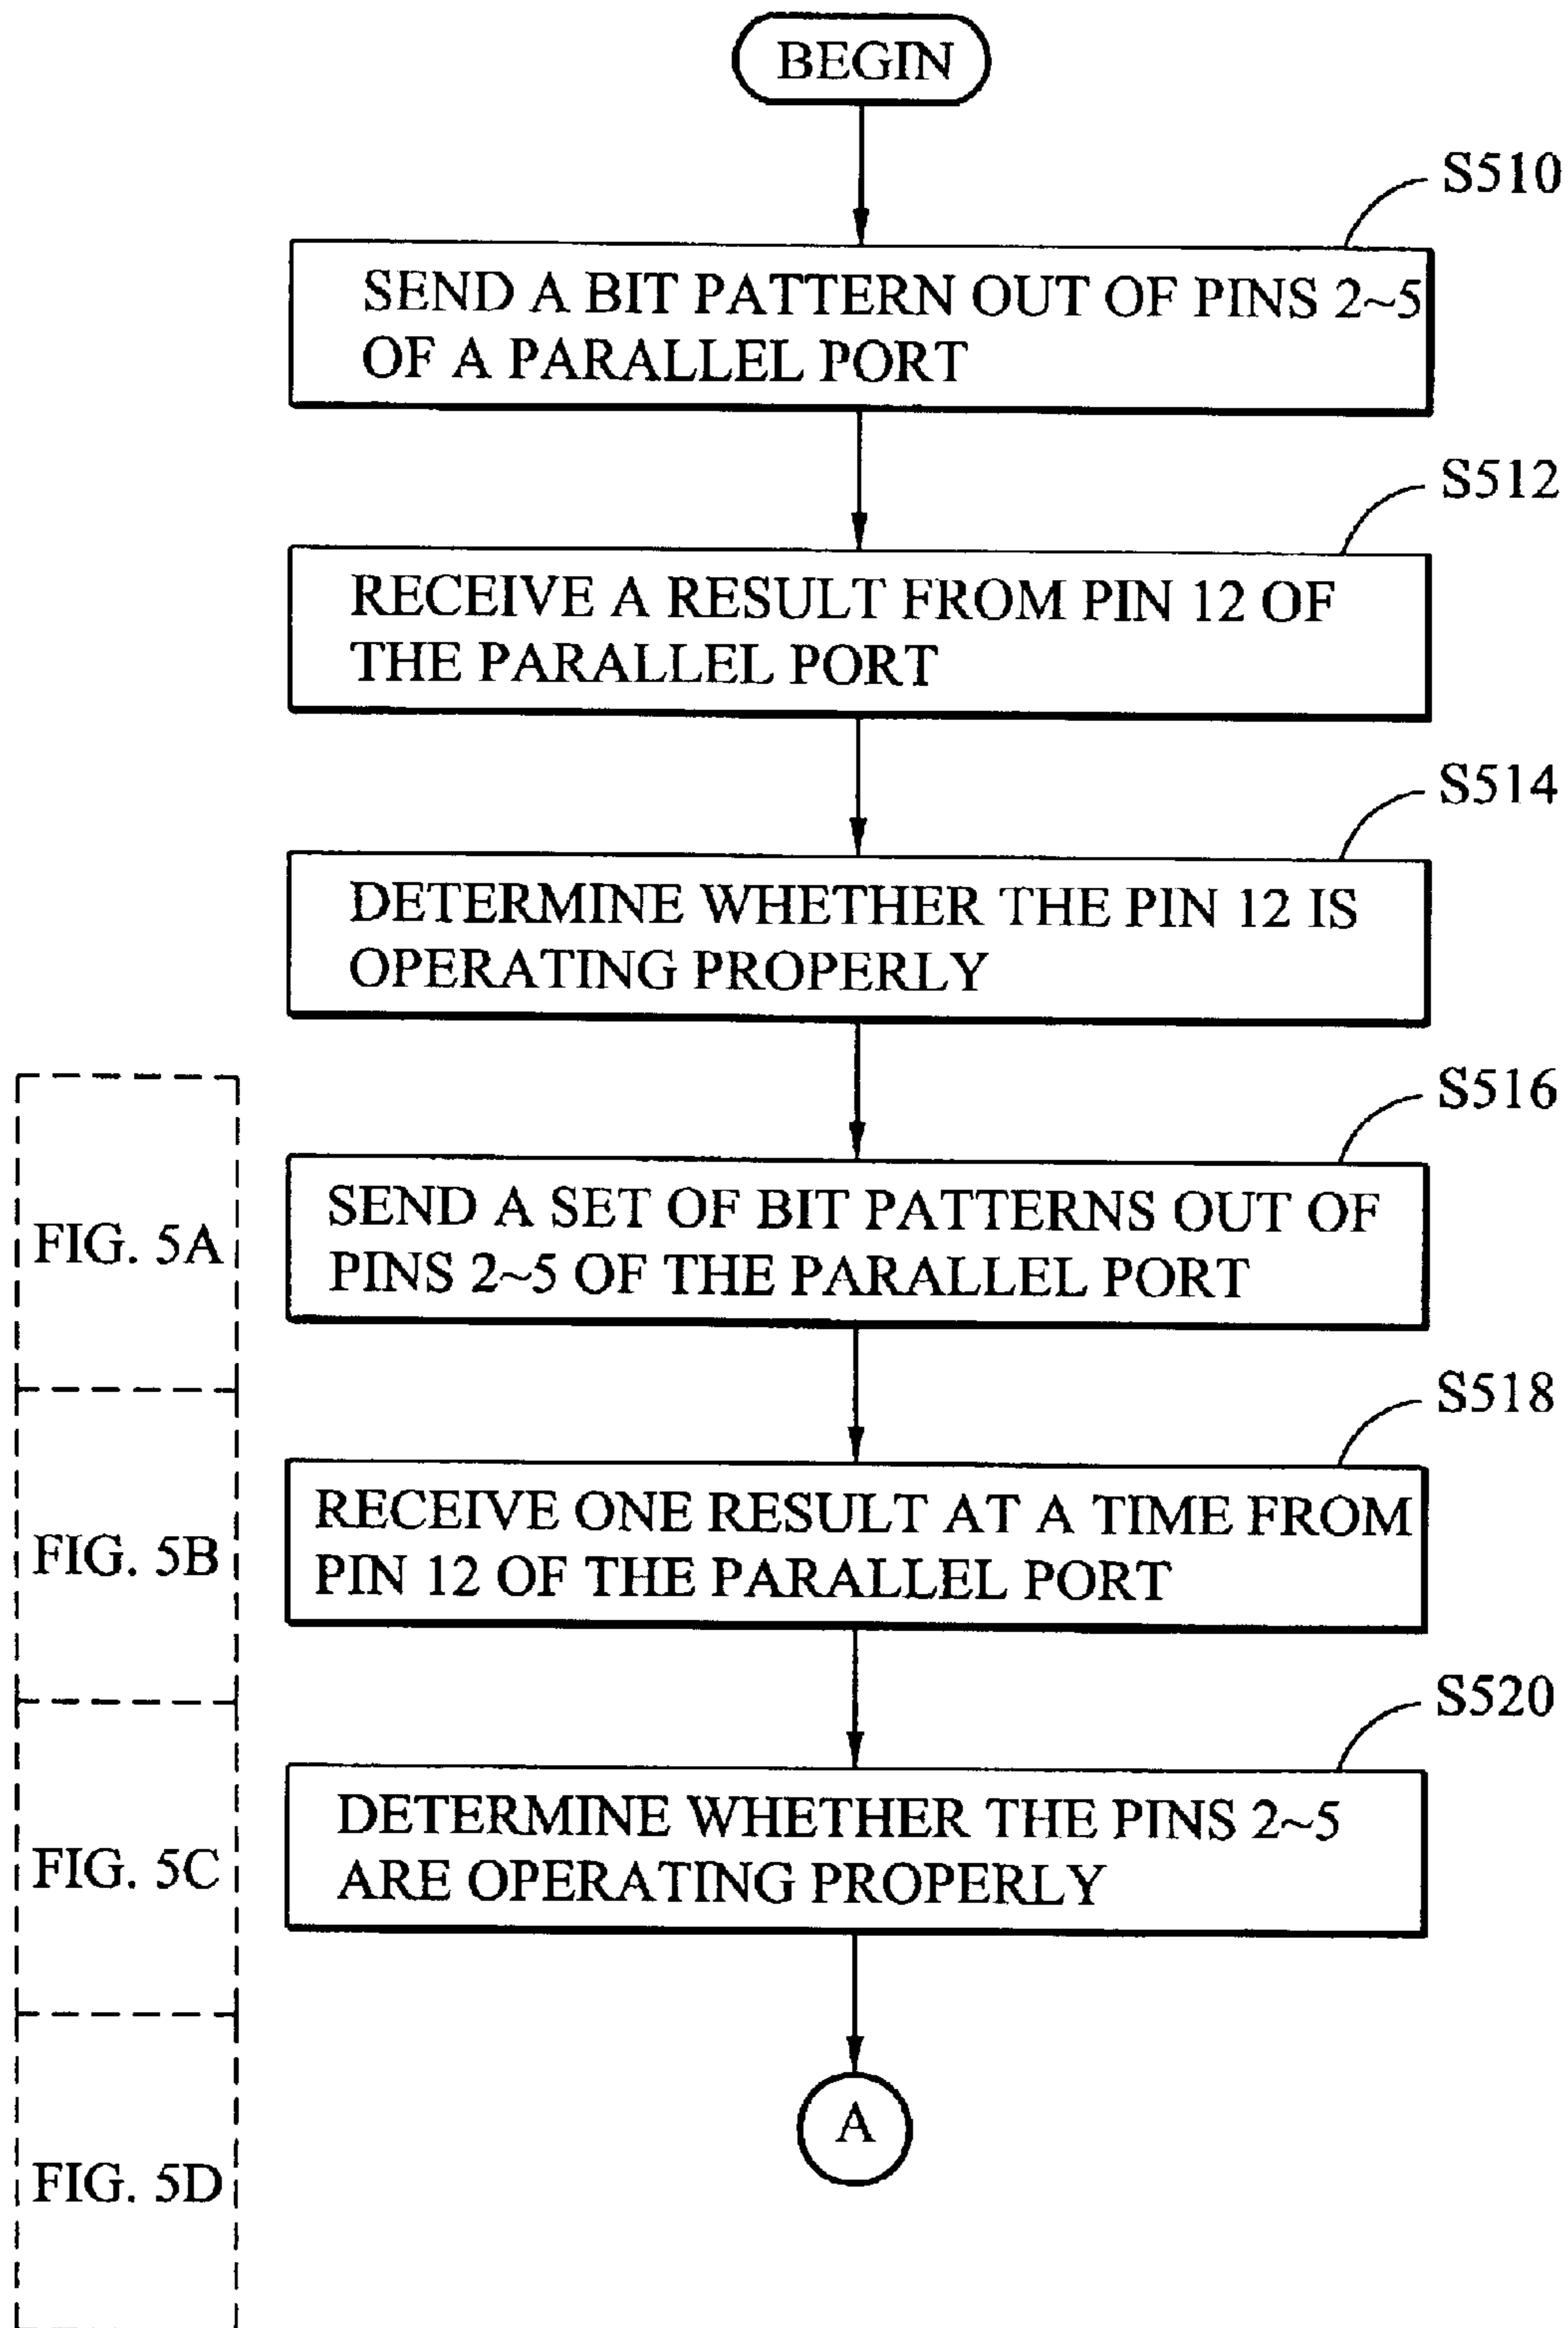 BEGIN
S510
SEND A BIT PATTERN OUT OF PINS 2~5
OF A PARALLEL PORT
S512
RECEIVE A RESULT FROM PIN 12 OF
THE PARALLEL PORT
S514
DETERMINE WHETHER THE PIN 12 IS
OPERATING PROPERLY
S516
SEND A SET OF BIT PATTERNS OUT OF
PINS 2~5 OF THE PARALLEL PORT
S518
RECEIVE ONE RESULT AT A TIME FROM
PIN 12 OF THE PARALLEL PORT
S520
DETERMINE WHETHER THE PINS 2~5
ARE OPERATING PROPERLY
A
FIG. 5A
FIG. 5B
FIG. 5C
FIG. 5D